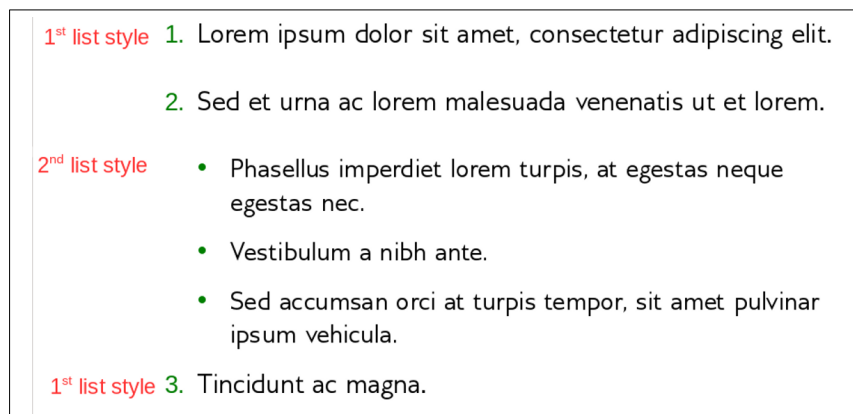 1st list style 1. Lorem ipsum dolor sit amet, consectetur adipiscing elit.
2. Sed et urna ac lorem malesuada venenatis ut et lorem.
2nd list style • Phasellus imperdiet lorem turpis, at egestas neque
egestas nec.
• Vestibulum a nibh ante.
• Sed accumsan orci at turpis tempor, sit amet pulvinar
ipsum vehicula.
1st list style 3. Tincidunt ac magna.